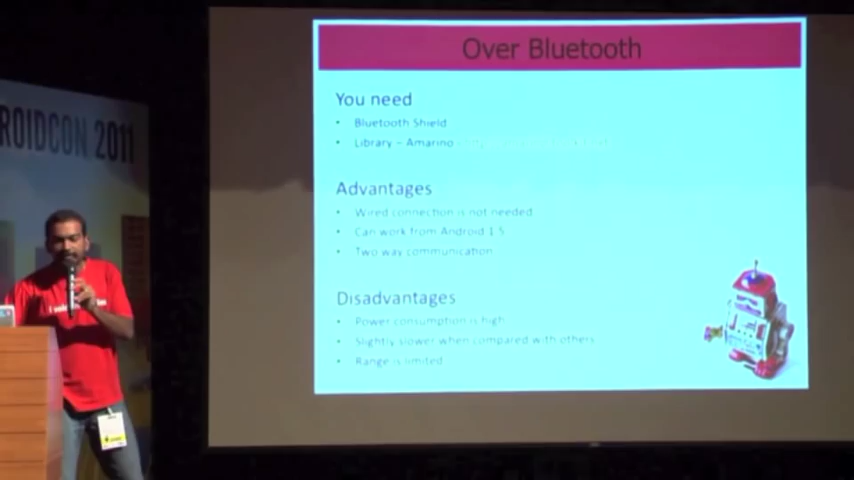 Over Bluetooth
You need
• Bluetooth Shield
• Library – Amarino
Advantages
• Wired connection is not needed
• Can work from Android 1.5
• Two way communication
Disadvantages
• Power consumption is high
• Slightly slower when compared with others
• Range is limited
ROIDCON 2011